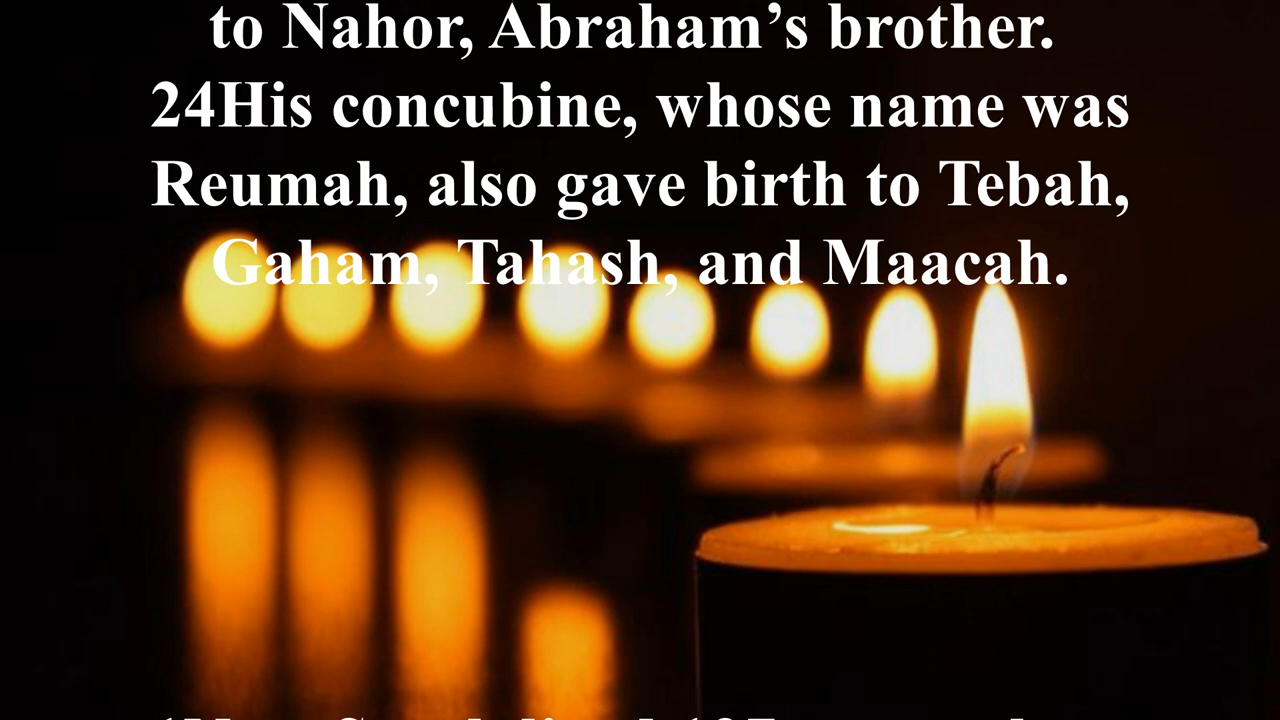 to Nahor, Abraham’s brother.
24His concubine, whose name was
Reumah, also gave birth to Tebah,
Gaham, Tahash, and Maacah.